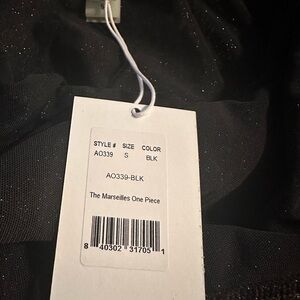 STYLE # SIZE COLOR
AO339 S BLK
AO339-BLK
The Marseilles One Piece
8 40302 31705 1